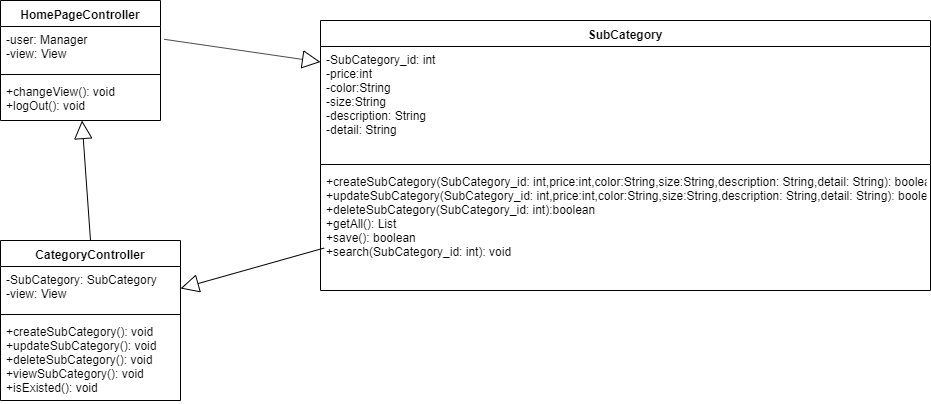 HomePageController
-user: Manager
-view: View
+changeView(): void
+logOut(): void
SubCategory
-SubCategory_id: int
-price:int
-color:String
-size:String
-description: String
-detail: String
+createSubCategory(SubCategory_id: int,price:int,color:String,size:String,description: String,detail: String): boolea
+updateSubCategory(SubCategory_id: int,price:int,color:String,size:String,description: String,detail: String): boole
+deleteSubCategory(SubCategory_id: int):boolean
+getAll(): List
+save(): boolean
+search(SubCategory_id: int): void
CategoryController
-SubCategory: SubCategory
-view: View
+createSubCategory(): void
+updateSubCategory(): void
+deleteSubCategory(): void
+viewSubCategory(): void
+isExisted(): void